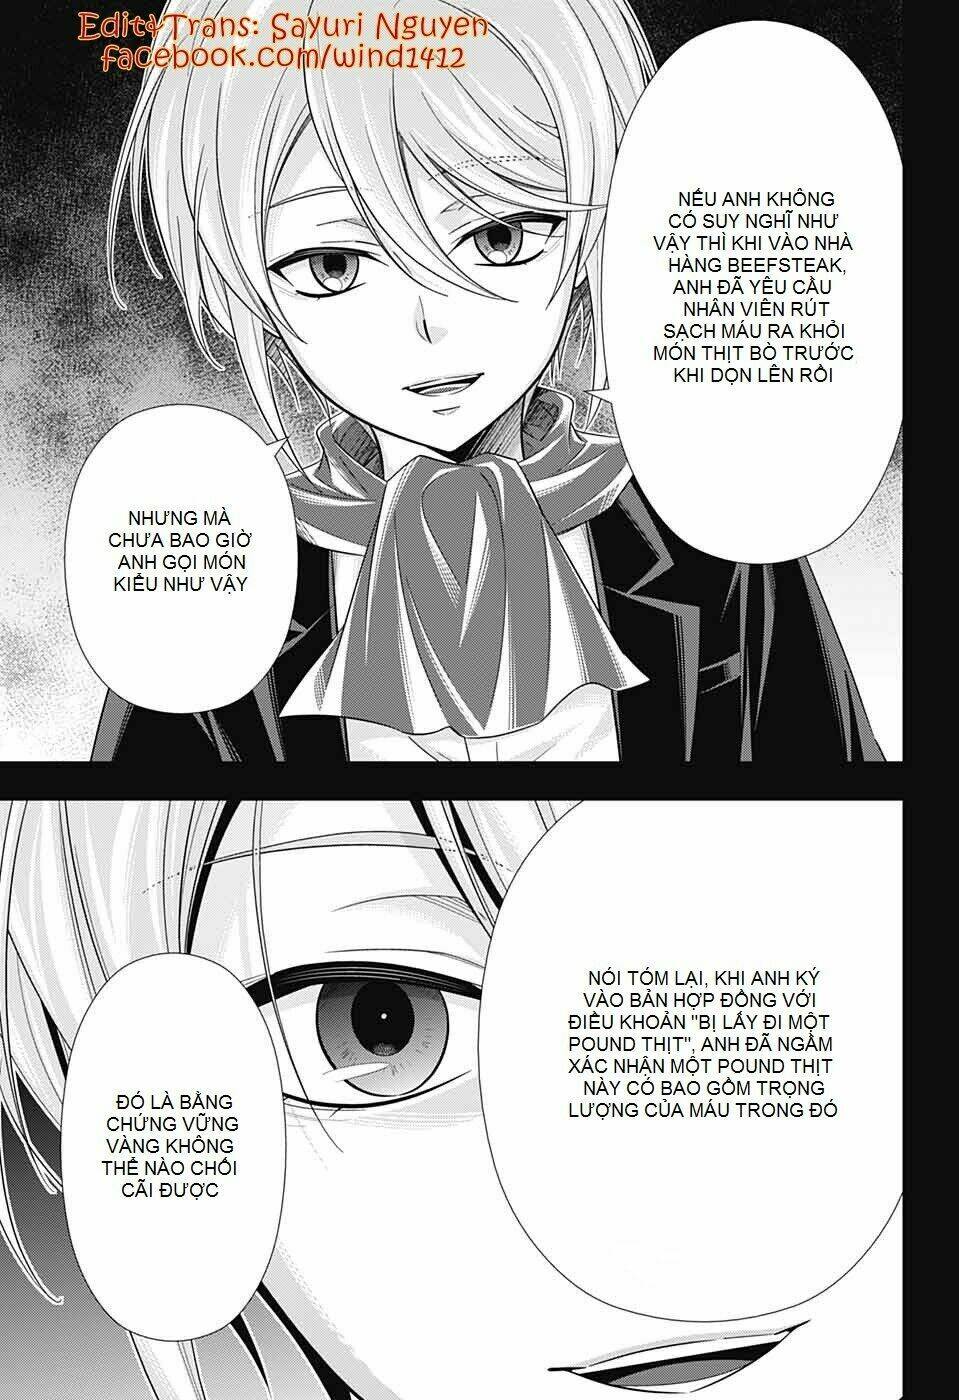 Edit&Trans: Sayuri Nguyen
facebook.com/wind1412
NẾU ANH KHÔNG
CÓ SUY NGHĨ NHƯ
VẬY THÌ KHI VÀO NHÀ
HÀNG BEEFSTEAK,
ANH ĐÃ YÊU CẦU
NHÂN VIÊN RÚT
SẠCH MÁU RA KHỎI
MÓN THỊT BÒ TRƯỚC
KHI DỌN LÊN RỒI
NHƯNG MÀ
CHƯA BAO GIỜ
ANH GỌI MÓN
KIỂU NHƯ VẬY
NÓI TÓM LẠI, KHI ANH KÝ
VÀO BẢN HỢP ĐỒNG VỚI
ĐIỀU KHOẢN "BỊ LẤY ĐI MỘT
POUND THỊT", ANH ĐÃ NGẦM
XÁC NHẬN MỘT POUND THỊT
NÀY CÓ BAO GỒM TRỌNG
LƯỢNG CỦA MÁU TRONG ĐÓ
ĐÓ LÀ BẰNG
CHỨNG VỮNG
VÀNG KHÔNG
THỂ NÀO CHỐI
CÃI ĐƯỢC